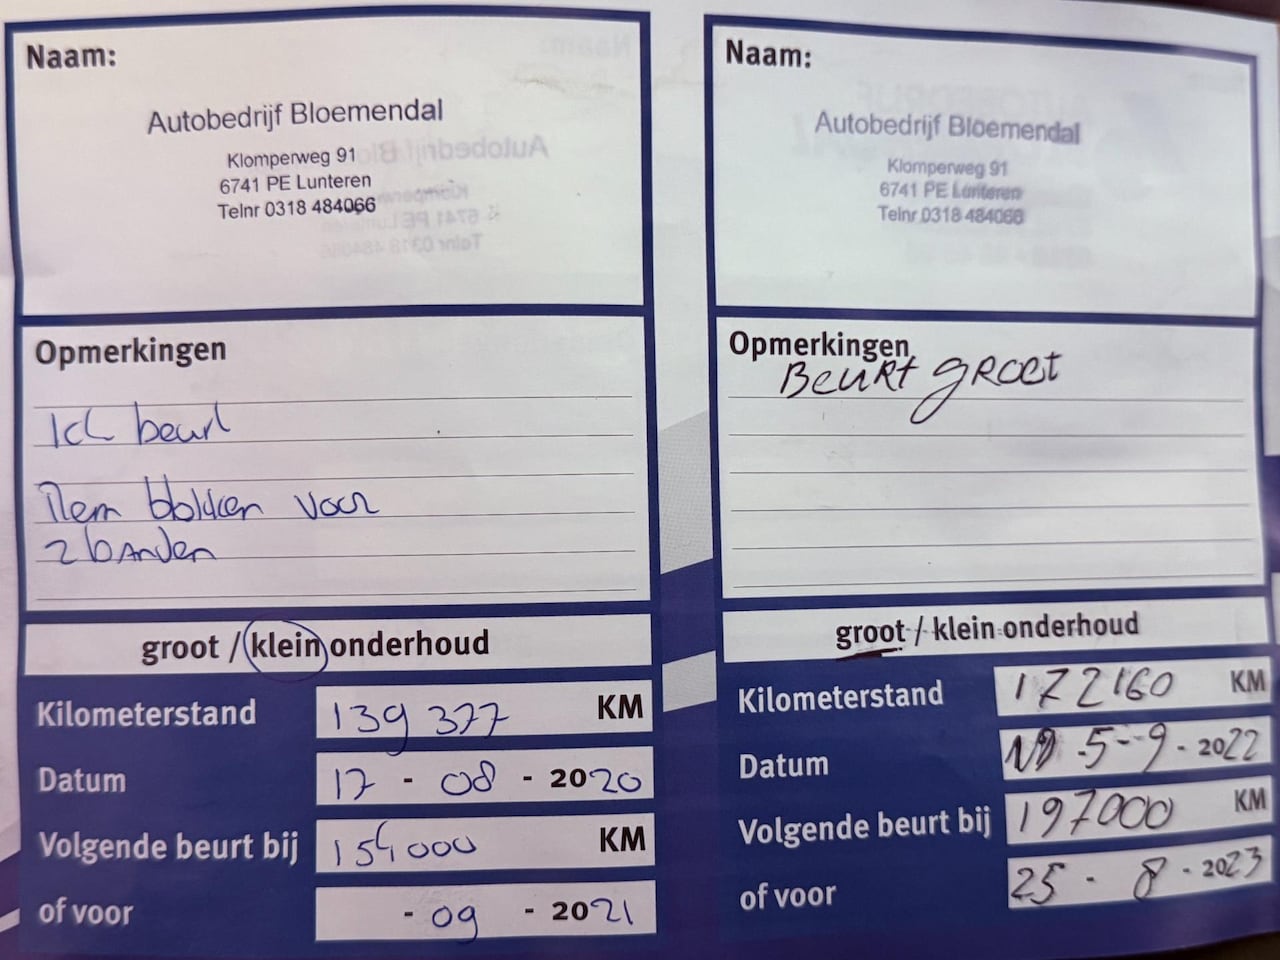 Naam:
Autobedrijf Bloemendal
Klomperweg 91
6741 PE Lunteren
Telnr 0318 484066
Opmerkingen
beurt
Rem blokken voor
2 banden
groot / klein onderhoud
Kilometerstand 139 377 KM
Datum 17 - 08 - 2020
Volgende beurt bij 154000 KM
of voor - 09 - 2021
Naam:
Autobedrijf Bloemendal
Klomperweg 91
6741 PE Lunteren
Telnr 0318 484066
Opmerkingen
Beurt groot
groot / klein onderhoud
Kilometerstand 172160 KM
Datum 5 - 9 - 2022
Volgende beurt bij 197000 KM
of voor 25 - 8 - 2023